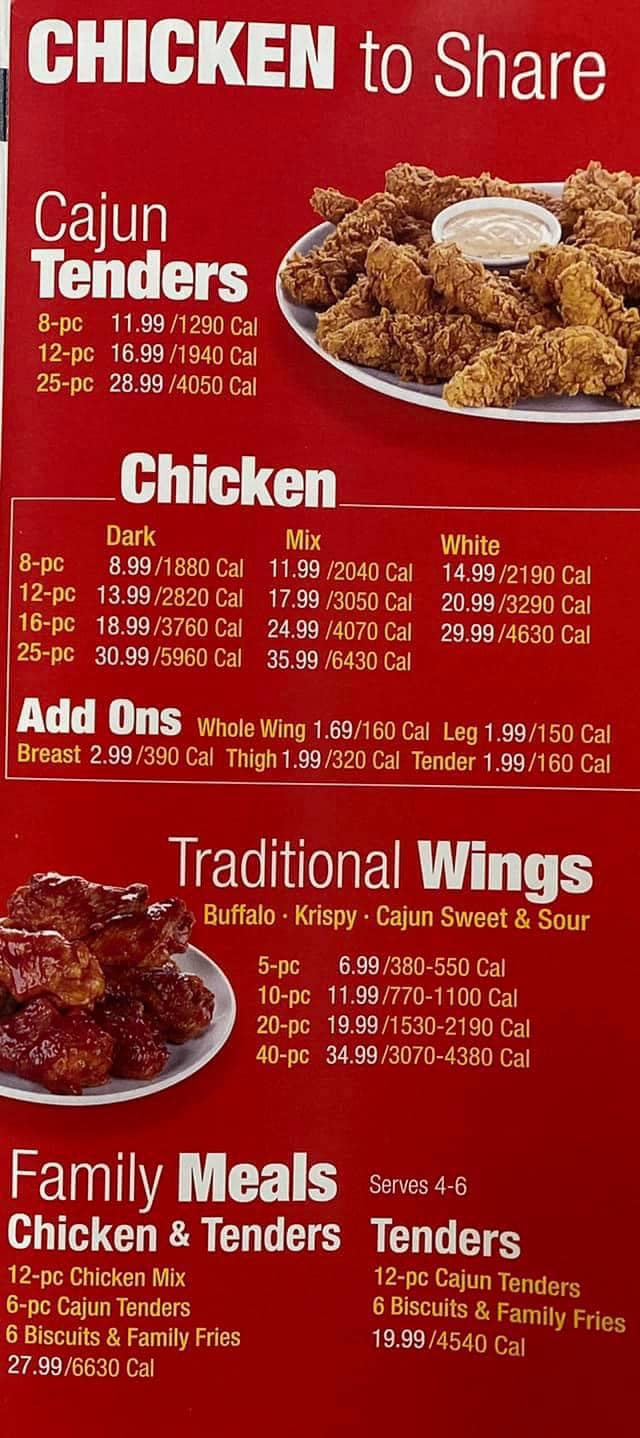 CHICKEN to Share
Cajun
Tenders
8-pc 11.99 /1290 Cal
12-pc 16.99 /1940 Cal
25-pc 28.99 /4050 Cal
Chicken
Dark Mix White
8-pc 8.99/1880 Cal 11.99 /2040 Cal 14.99/2190 Cal
12-pc 13.99/2820 Cal 17.99 /3050 Cal 20.99/3290 Cal
16-pc 18.99/3760 Cal 24.99 /4070 Cal 29.99/4630 Cal
25-pc 30.99/5960 Cal 35.99 /6430 Cal
Add Ons Whole Wing 1.69/160 Cal Leg 1.99/150 Cal
Breast 2.99/390 Cal Thigh 1.99/320 Cal Tender 1.99/160 Cal
Traditional Wings
Buffalo · Krispy · Cajun Sweet & Sour
5-pc 6.99/380-550 Cal
10-pc 11.99/770-1100 Cal
20-pc 19.99/1530-2190 Cal
40-pc 34.99/3070-4380 Cal
Family Meals Serves 4-6
Chicken & Tenders
12-pc Chicken Mix
6-pc Cajun Tenders
6 Biscuits & Family Fries
27.99/6630 Cal
Tenders
12-pc Cajun Tenders
6 Biscuits & Family Fries
19.99/4540 Cal